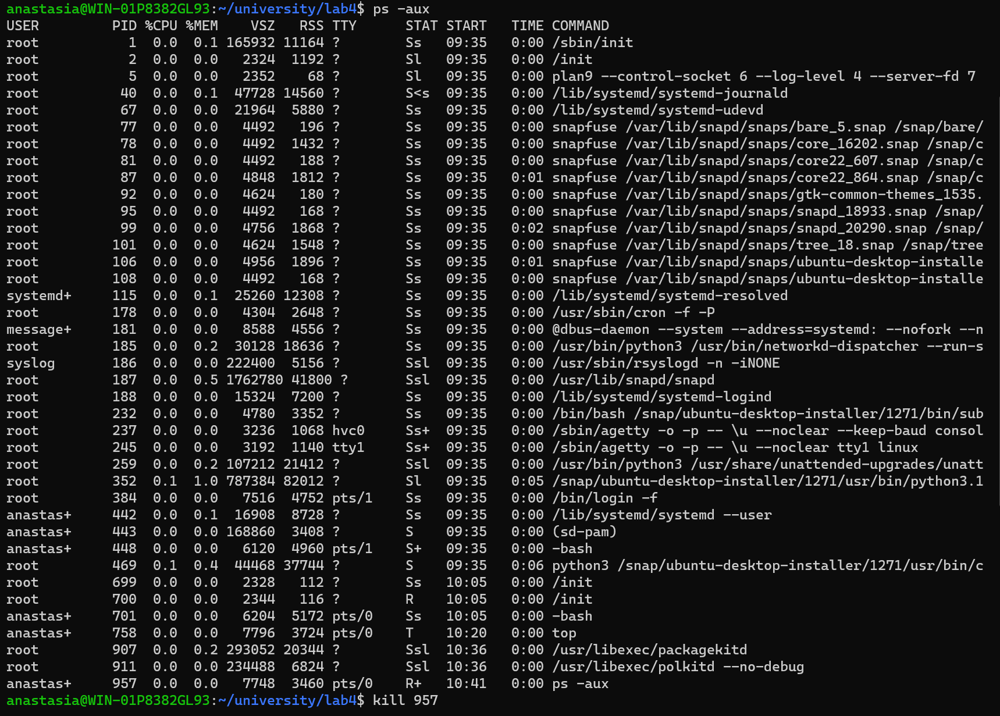 anastasia@WIN-01P8382GL93:~/university/lab4$ ps -aux
USER         PID %CPU %MEM    VSZ   RSS TTY      STAT START   TIME COMMAND
root           1  0.0  0.1 165932 11164 ?        Ss   09:35   0:00 /sbin/init
root           2  0.0  0.0   2324  1192 ?        Sl   09:35   0:00 /init
root           5  0.0  0.0   2352    68 ?        Sl   09:35   0:00 plan9 --control-socket 6 --log-level 4 --server-fd 7
root          40  0.0  0.1  47728 14560 ?        S<s  09:35   0:00 /lib/systemd/systemd-journald
root          67  0.0  0.0  21964  5880 ?        Ss   09:35   0:00 /lib/systemd/systemd-udevd
root          77  0.0  0.0   4492   196 ?        Ss   09:35   0:00 snapfuse /var/lib/snapd/snaps/bare_5.snap /snap/bare/
root          78  0.0  0.0   4492  1432 ?        Ss   09:35   0:00 snapfuse /var/lib/snapd/snaps/core_16202.snap /snap/c
root          81  0.0  0.0   4492   188 ?        Ss   09:35   0:00 snapfuse /var/lib/snapd/snaps/core22_607.snap /snap/c
root          87  0.0  0.0   4848  1812 ?        Ss   09:35   0:01 snapfuse /var/lib/snapd/snaps/core22_864.snap /snap/c
root          92  0.0  0.0   4624   180 ?        Ss   09:35   0:00 snapfuse /var/lib/snapd/snaps/gtk-common-themes_1535.
root          95  0.0  0.0   4492   168 ?        Ss   09:35   0:00 snapfuse /var/lib/snapd/snaps/snapd_18933.snap /snap/
root          99  0.0  0.0   4756  1868 ?        Ss   09:35   0:02 snapfuse /var/lib/snapd/snaps/snapd_20290.snap /snap/
root         101  0.0  0.0   4624  1548 ?        Ss   09:35   0:00 snapfuse /var/lib/snapd/snaps/tree_18.snap /snap/tree
root         106  0.0  0.0   4956  1896 ?        Ss   09:35   0:01 snapfuse /var/lib/snapd/snaps/ubuntu-desktop-installe
root         108  0.0  0.0   4492   168 ?        Ss   09:35   0:00 snapfuse /var/lib/snapd/snaps/ubuntu-desktop-installe
systemd+     115  0.0  0.1  25260 12308 ?        Ss   09:35   0:00 /lib/systemd/systemd-resolved
root         178  0.0  0.0   4304  2648 ?        Ss   09:35   0:00 /usr/sbin/cron -f -P
message+     181  0.0  0.0   8588  4556 ?        Ss   09:35   0:00 @dbus-daemon --system --address=systemd: --nofork --n
root         185  0.0  0.2  30128 18636 ?        Ss   09:35   0:00 /usr/bin/python3 /usr/bin/networkd-dispatcher --run-s
syslog       186  0.0  0.0 222400  5156 ?        Ssl  09:35   0:00 /usr/sbin/rsyslogd -n -iNONE
root         187  0.0  0.5 1762780 41800 ?       Ssl  09:35   0:00 /usr/lib/snapd/snapd
root         188  0.0  0.0  15324  7200 ?        Ss   09:35   0:00 /lib/systemd/systemd-logind
root         232  0.0  0.0   4780  3352 ?        Ss   09:35   0:00 /bin/bash /snap/ubuntu-desktop-installer/1271/bin/sub
root         237  0.0  0.0   3236  1068 hvc0     Ss+  09:35   0:00 /sbin/agetty -o -p -- \u --noclear --keep-baud consol
root         245  0.0  0.0   3192  1140 tty1     Ss+  09:35   0:00 /sbin/agetty -o -p -- \u --noclear tty1 linux
root         259  0.0  0.2 107212 21412 ?        Ssl  09:35   0:00 /usr/bin/python3 /usr/share/unattended-upgrades/unatt
root         352  0.1  1.0 787384 82012 ?        Sl   09:35   0:05 /snap/ubuntu-desktop-installer/1271/usr/bin/python3.1
root         384  0.0  0.0   7516  4752 pts/1    Ss   09:35   0:00 /bin/login -f
anastas+     442  0.0  0.1  16908  8728 ?        Ss   09:35   0:00 /lib/systemd/systemd --user
anastas+     443  0.0  0.0 168860  3408 ?        S    09:35   0:00 (sd-pam)
anastas+     448  0.0  0.0   6120  4960 pts/1    S+   09:35   0:00 -bash
root         469  0.1  0.4  44468 37744 ?        S    09:35   0:06 python3 /snap/ubuntu-desktop-installer/1271/usr/bin/c
root         699  0.0  0.0   2328   112 ?        Ss   10:05   0:00 /init
root         700  0.0  0.0   2344   116 ?        R    10:05   0:00 /init
anastas+     701  0.0  0.0   6204  5172 pts/0    Ss   10:05   0:00 -bash
anastas+     758  0.0  0.0   7796  3724 pts/0    T    10:20   0:00 top
root         907  0.0  0.2 293052 20344 ?        Ssl  10:36   0:00 /usr/libexec/packagekitd
root         911  0.0  0.0 234488  6824 ?        Ssl  10:36   0:00 /usr/libexec/polkitd --no-debug
anastas+     957  0.0  0.0   7748  3460 pts/0    R+   10:41   0:00 ps -aux
anastasia@WIN-01P8382GL93:~/university/lab4$ kill 957